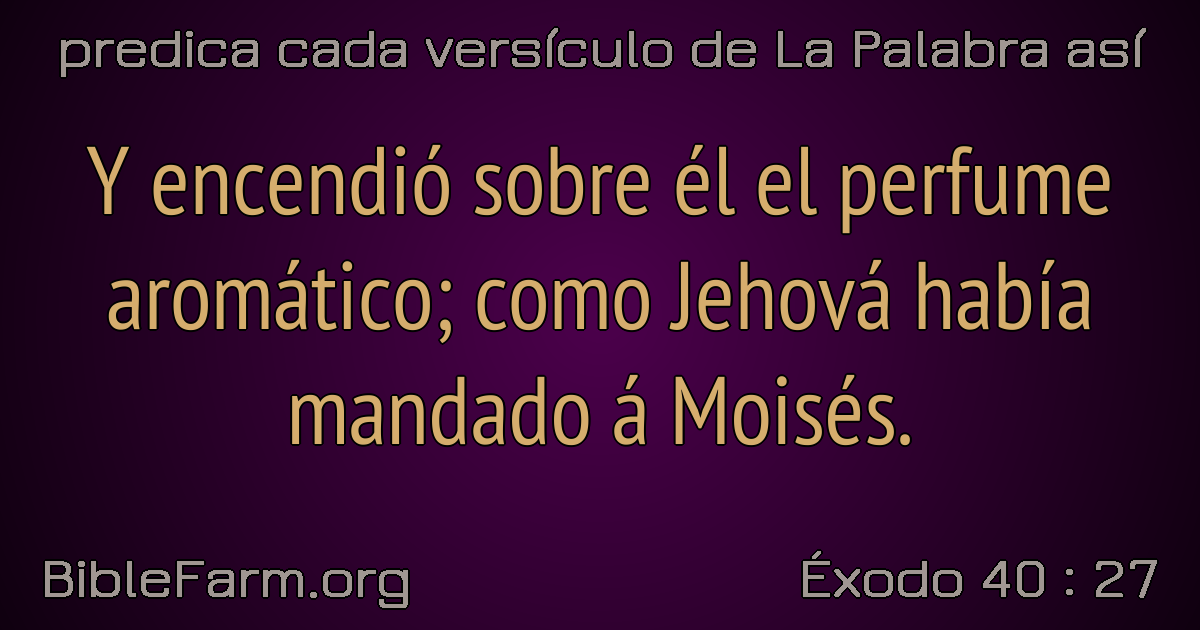 predica cada versículo de La Palabra así
Y encendió sobre él el perfume
aromático; como Jehová había
mandado á Moisés.
BibleFarm.org
Éxodo 40 : 27